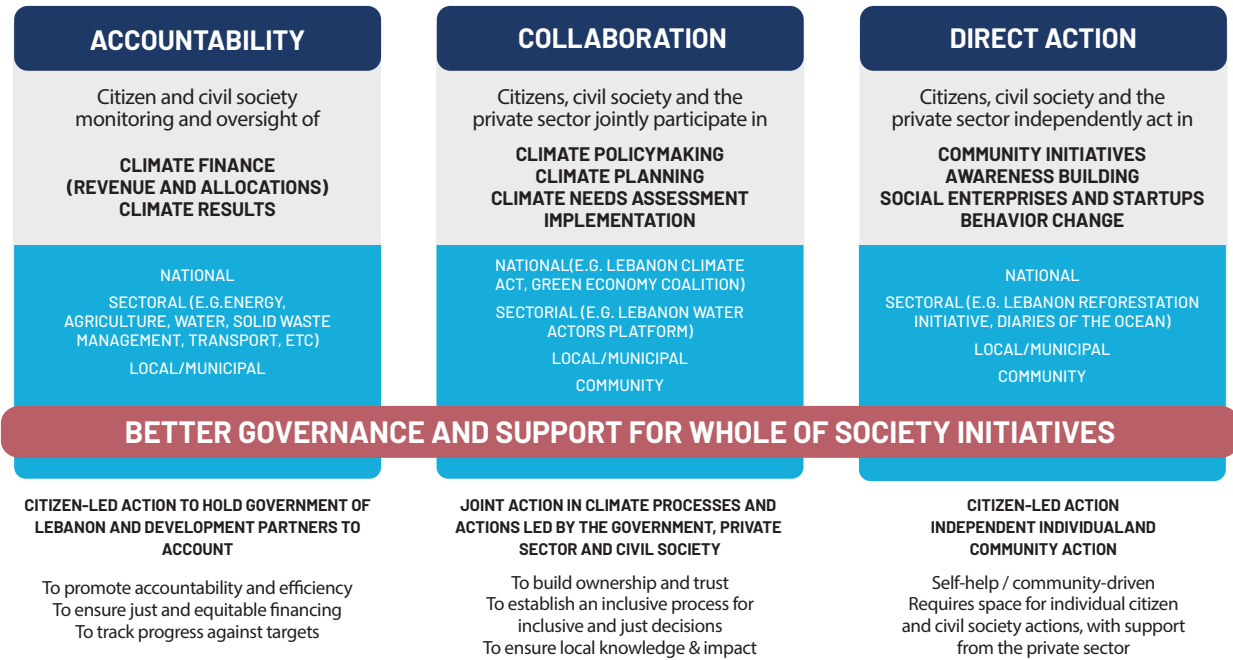 ACCOUNTABILITY
Citizen and civil society
monitoring and oversight of
CLIMATE FINANCE
(REVENUE AND ALLOCATIONS)
CLIMATE RESULTS
NATIONAL
SECTORAL (E.G.ENERGY,
AGRICULTURE, WATER, SOLID WASTE
MANAGEMENT, TRANSPORT, ETC)
LOCAL/MUNICIPAL
COLLABORATION
Citizens, civil society and the
private sector jointly participate in
CLIMATE POLICYMAKING
CLIMATE PLANNING
CLIMATE NEEDS ASSESSMENT
IMPLEMENTATION
NATIONAL(E.G. LEBANON CLIMATE
ACT, GREEN ECONOMY COALITION)
SECTORIAL (E.G. LEBANON WATER
ACTORS PLATFORM)
LOCAL/MUNICIPAL
COMMUNITY
DIRECT ACTION
Citizens, civil society and the
private sector independently act in
COMMUNITY INITIATIVES
AWARENESS BUILDING
SOCIAL ENTERPRISES AND STARTUPS
BEHAVIOR CHANGE
NATIONAL
SECTORAL (E.G. LEBANON REFORESTATION
INITIATIVE, DIARIES OF THE OCEAN)
LOCAL/MUNICIPAL
COMMUNITY
BETTER GOVERNANCE AND SUPPORT FOR WHOLE OF SOCIETY INITIATIVES
CITIZEN-LED ACTION TO HOLD GOVERNMENT OF
LEBANON AND DEVELOPMENT PARTNERS TO
ACCOUNT
To promote accountability and efficiency
To ensure just and equitable financing
To track progress against targets
JOINT ACTION IN CLIMATE PROCESSES AND
ACTIONS LED BY THE GOVERNMENT, PRIVATE
SECTOR AND CIVIL SOCIETY
To build ownership and trust
To establish an inclusive process for
inclusive and just decisions
To ensure local knowledge & impact
CITIZEN-LED ACTION
INDEPENDENT INDIVIDUALAND
COMMUNITY ACTION
Self-help / community-driven
Requires space for individual citizen
and civil society actions, with support
from the private sector